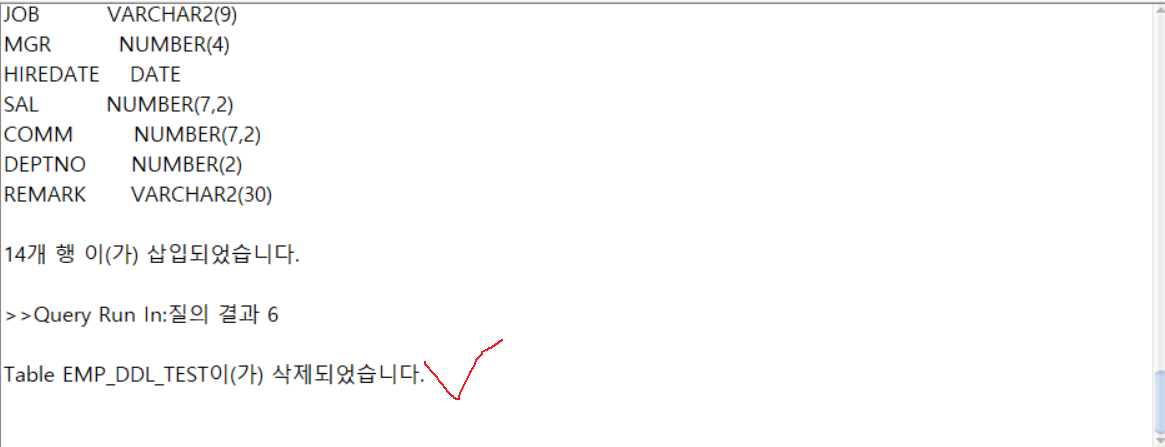 JOB VARCHAR2(9)
MGR NUMBER(4)
HIREDATE DATE
SAL NUMBER(7,2)
COMM NUMBER(7,2)
DEPTNO NUMBER(2)
REMARK VARCHAR2(30)
14개 행 이(가) 삽입되었습니다.
>>Query Run In:질의 결과 6
Table EMP_DDL_TEST이(가) 삭제되었습니다.